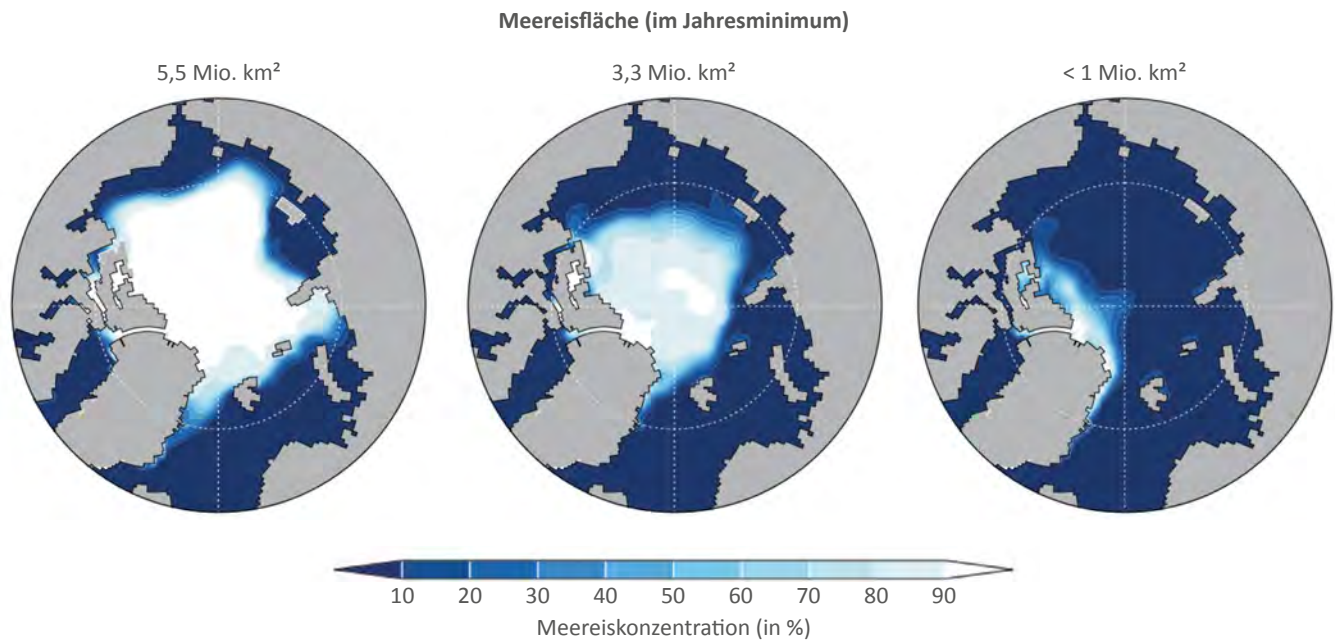 Meereisfläche (im Jahresminimum)
5,5 Mio. km² 3,3 Mio. km² < 1 Mio. km²
10 20 30 40 50 60 70 80 90
Meereiskonzentration (in %)